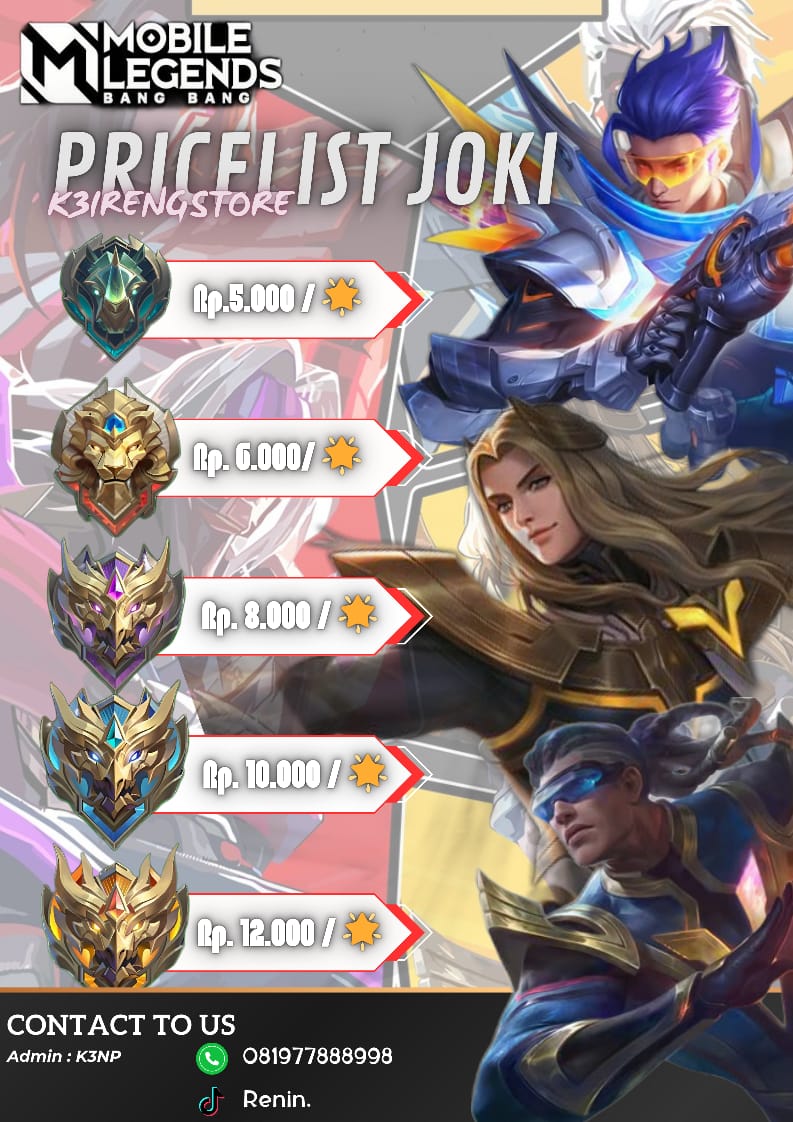 MOBILE
LEGENDS
BANG BANG
PRICELIST JOKI
K3IRENGSTORE
Rp.5.000 /
Rp. 6.000/
Rp. 8.000 /
Rp. 10.000 /
Rp. 12.000 /
CONTACT TO US
Admin : K3NP
081977888998
Renin.